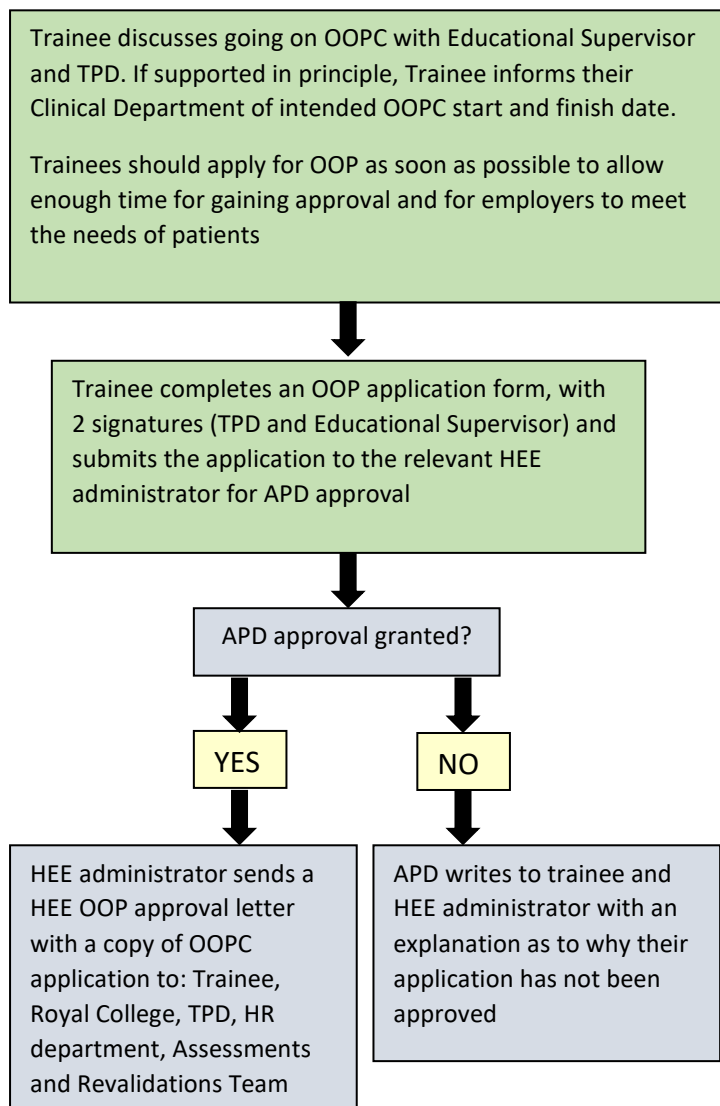 Trainee discusses going on OOPC with Educational Supervisor
and TPD. If supported in principle, Trainee informs their
Clinical Department of intended OOPC start and finish date.
Trainees should apply for OOP as soon as possible to allow
enough time for gaining approval and for employers to meet
the needs of patients
Trainee completes an OOP application form, with
2 signatures (TPD and Educational Supervisor) and
submits the application to the relevant HEE
administrator for APD approval
APD approval granted?
YES
NO
HEE administrator sends a
HEE OOP approval letter
with a copy of OOPC
application to: Trainee,
Royal College, TPD, HR
department, Assessments
and Revalidations Team
APD writes to trainee and
HEE administrator with an
explanation as to why their
application has not been
approved